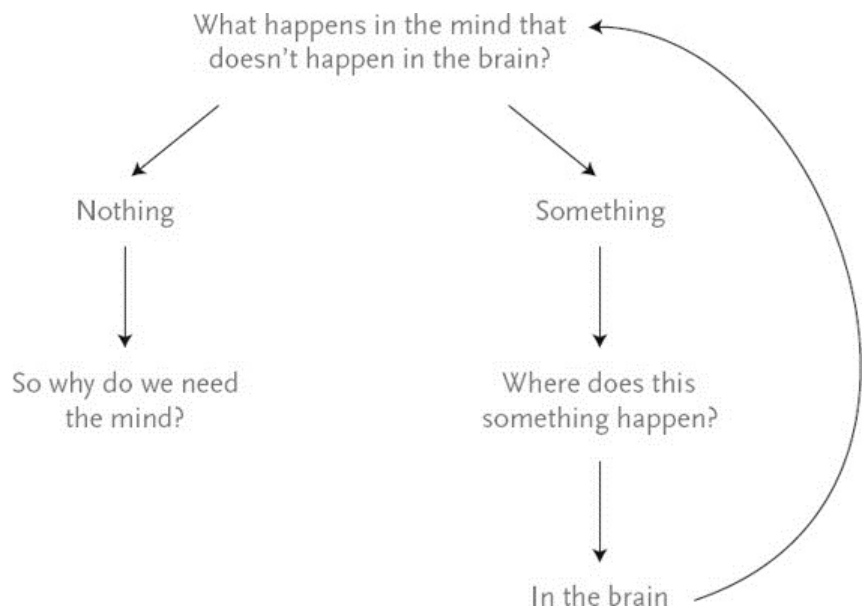 What happens in the mind that
doesn’t happen in the brain?
Nothing
Something
So why do we need
the mind?
Where does this
something happen?
In the brain